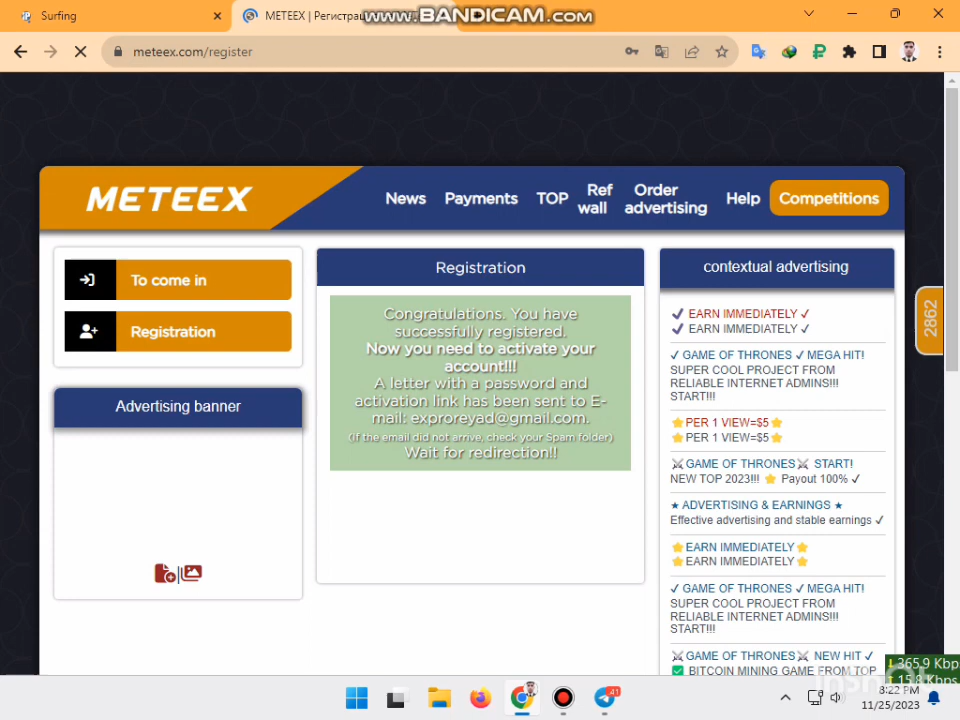 Surfing
METEEX | Регистрац
www.BANDICAM.com
meteex.com/register
METEEX
News
Payments
TOP
Ref wall
Order advertising
Help
Competitions
To come in
Registration
Advertising banner
Registration
Congratulations. You have
successfully registered.
Now you need to activate your
account!!!
A letter with a password and
activation link has been sent to E-
mail: exproreyad@gmail.com.
(If the email did not arrive, check your Spam folder)
Wait for redirection!!
contextual advertising
✓ EARN IMMEDIATELY ✓
✓ EARN IMMEDIATELY ✓
✓ GAME OF THRONES ✓ MEGA HIT!
SUPER COOL PROJECT FROM
RELIABLE INTERNET ADMINS!!!
START!!!
⭐PER 1 VIEW=$5⭐
⭐PER 1 VIEW=$5⭐
⚔GAME OF THRONES⚔ START!
NEW TOP 2023!!! ⭐ Payout 100% ✓
★ ADVERTISING & EARNINGS ★
Effective advertising and stable earnings ✓
⭐EARN IMMEDIATELY⭐
⭐EARN IMMEDIATELY⭐
✓ GAME OF THRONES ✓ MEGA HIT!
SUPER COOL PROJECT FROM
RELIABLE INTERNET ADMINS!!!
START!!!
⚔GAME OF THRONES⚔ NEW HIT ✓
✅ BITCOIN MINING GAME FROM TOP
2862
365.9 Kbp
15.8 Kbps
InShOt
41
8:22 PM
11/25/2023